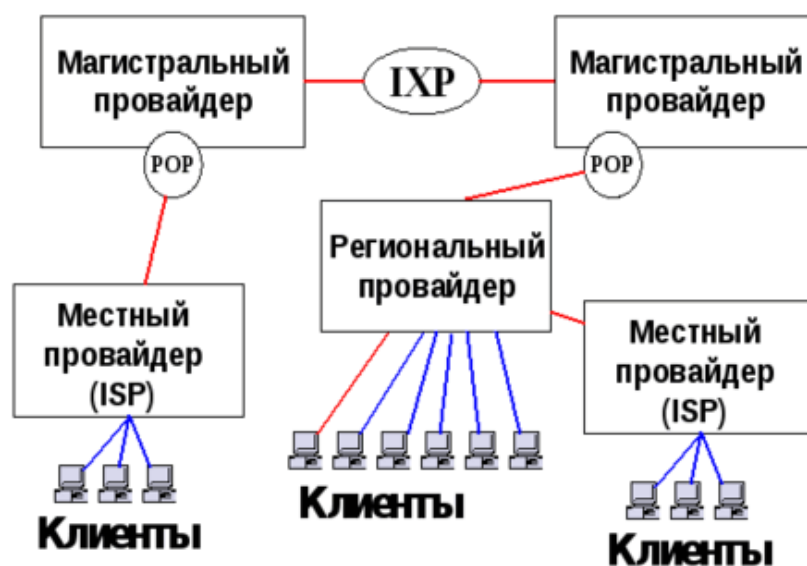 Магистральный
провайдер
IXP
Магистральный
провайдер
POP
POP
Региональный
провайдер
Местный
провайдер
(ISP)
Местный
провайдер
(ISP)
Клиенты
Клиенты
Клиенты